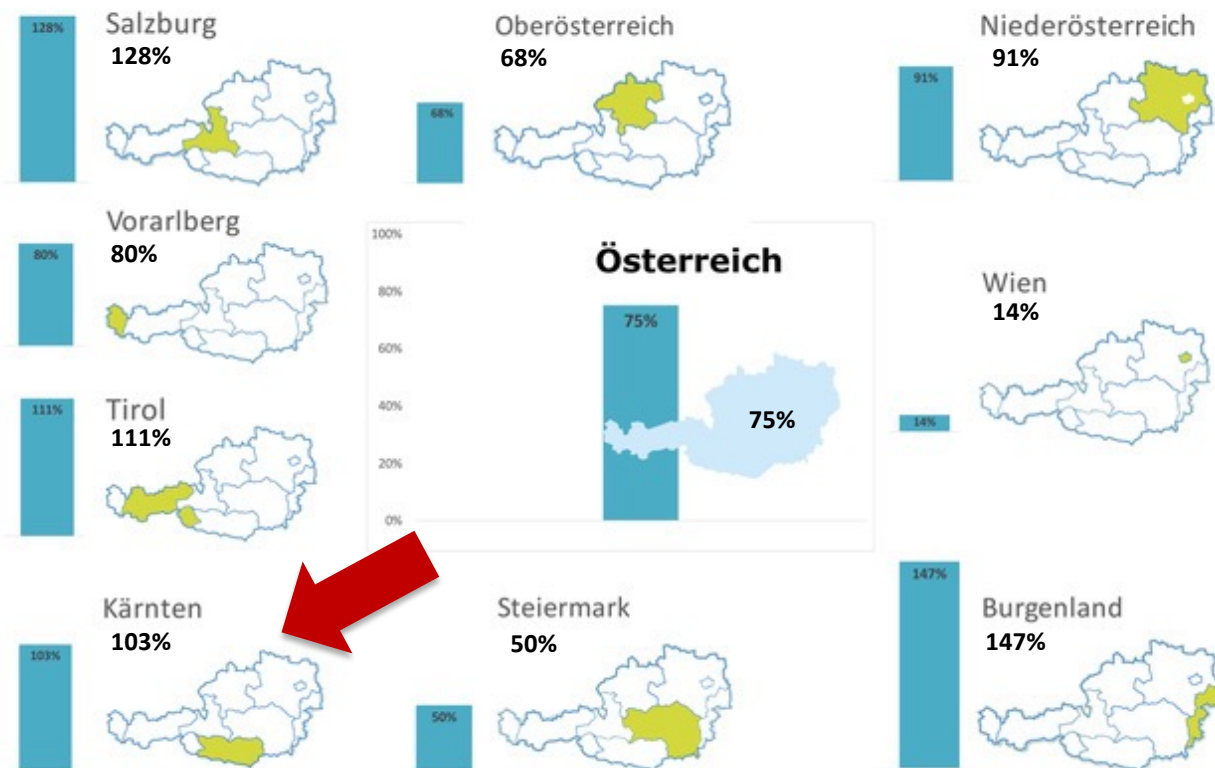 128%
Salzburg
128%
68%
Oberösterreich
68%
91%
Niederösterreich
91%
80%
Vorarlberg
80%
100%
80%
60%
40%
20%
0%
Österreich
75%
75%
Wien
14%
14%
111%
Tirol
111%
103%
Kärnten
103%
50%
Steiermark
50%
147%
Burgenland
147%